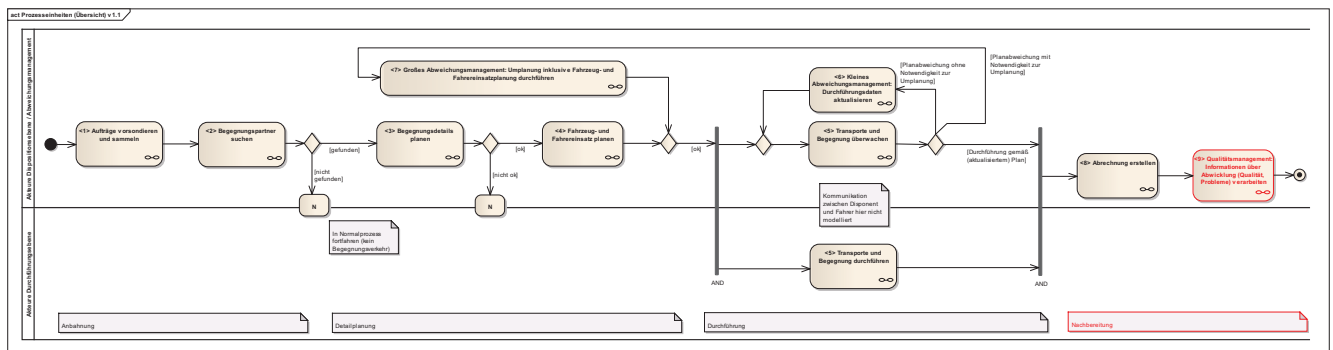 act Prozesseinheiten (Übersicht) v 1.1
Akteure Dispositionsebene / Abweichungsmanagement
<1> Aufträge vorsondieren
und sammeln
<2> Begegnungspartner
suchen
[gefunden]
[nicht
gefunden]
N
In Normalprozess
fortfahren (kein
Begegnungsverkehr)
<3> Begegnungsdetails
planen
[ok]
[nicht ok]
N
<4> Fahrzeug- und
Fahrereinsatz planen
<7> Großes Abweichungsmanagement: Umplanung inklusive Fahrzeug- und
Fahrereinsatzplanung durchführen
[ok]
AND
<6> Kleines
Abweichungsmanagement:
Durchführungsdaten
aktualisieren
[Planabweichung ohne
Notwendigkeit zur
Umplanung]
[Planabweichung mit
Notwendigkeit zur
Umplanung]
<5> Transporte und
Begegnung überwachen
[Durchführung gemäß
(aktualisiertem) Plan]
Kommunikation
zwischen Disponent
und Fahrer hier nicht
modelliert
<5> Transporte und
Begegnung durchführen
AND
<8> Abrechnung erstellen
<9> Qualitätsmanagement:
Informationen über
Abwicklung (Qualität,
Probleme) verarbeiten
Akteure Durchführungsebene
Anbahnung
Detailplanung
Durchführung
Nachbereitung